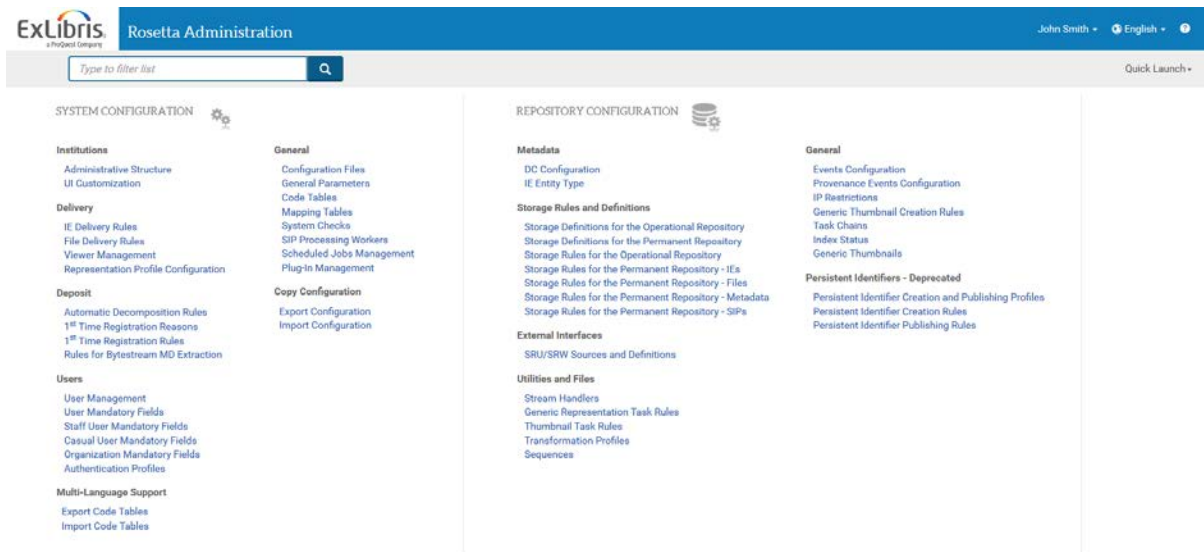 ExLibris
a ProQuest Company
Rosetta Administration
John Smith
English
?
Type to filter list
Quick Launch
SYSTEM CONFIGURATION
Institutions
Administrative Structure
UI Customization
Delivery
IE Delivery Rules
File Delivery Rules
Viewer Management
Representation Profile Configuration
Deposit
Automatic Decomposition Rules
1st Time Registration Reasons
1st Time Registration Rules
Rules for Bytestream MD Extraction
Users
User Management
User Mandatory Fields
Staff User Mandatory Fields
Casual User Mandatory Fields
Organization Mandatory Fields
Authentication Profiles
Multi-Language Support
Export Code Tables
Import Code Tables
General
Configuration Files
General Parameters
Code Tables
Mapping Tables
System Checks
SIP Processing Workers
Scheduled Jobs Management
Plug-In Management
Copy Configuration
Export Configuration
Import Configuration
REPOSITORY CONFIGURATION
Metadata
DC Configuration
IE Entity Type
Storage Rules and Definitions
Storage Definitions for the Operational Repository
Storage Definitions for the Permanent Repository
Storage Rules for the Operational Repository
Storage Rules for the Permanent Repository - IEs
Storage Rules for the Permanent Repository - Files
Storage Rules for the Permanent Repository - Metadata
Storage Rules for the Permanent Repository - SIPs
External Interfaces
SRU/SRW Sources and Definitions
Utilities and Files
Stream Handlers
Generic Representation Task Rules
Thumbnail Task Rules
Transformation Profiles
Sequences
General
Events Configuration
Provenance Events Configuration
IP Restrictions
Generic Thumbnail Creation Rules
Task Chains
Index Status
Generic Thumbnails
Persistent Identifiers - Deprecated
Persistent Identifier Creation and Publishing Profiles
Persistent Identifier Creation Rules
Persistent Identifier Publishing Rules